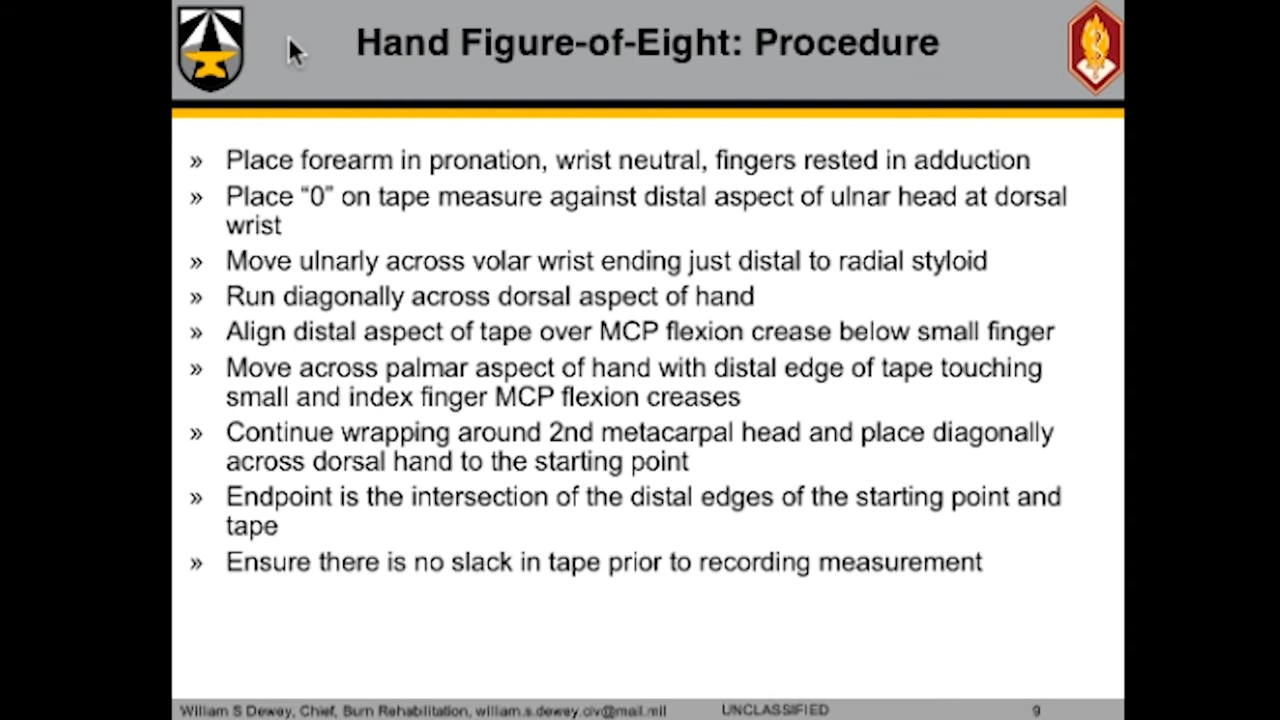 Hand Figure-of-Eight: Procedure
» Place forearm in pronation, wrist neutral, fingers rested in adduction
» Place “0” on tape measure against distal aspect of ulnar head at dorsal
wrist
» Move ulnarly across volar wrist ending just distal to radial styloid
» Run diagonally across dorsal aspect of hand
» Align distal aspect of tape over MCP flexion crease below small finger
» Move across palmar aspect of hand with distal edge of tape touching
small and index finger MCP flexion creases
» Continue wrapping around 2nd metacarpal head and place diagonally
across dorsal hand to the starting point
» Endpoint is the intersection of the distal edges of the starting point and
tape
» Ensure there is no slack in tape prior to recording measurement
William S Dewey, Chief, Burn Rehabilitation, william.s.dewey.civ@mail.mil UNCLASSIFIED 9